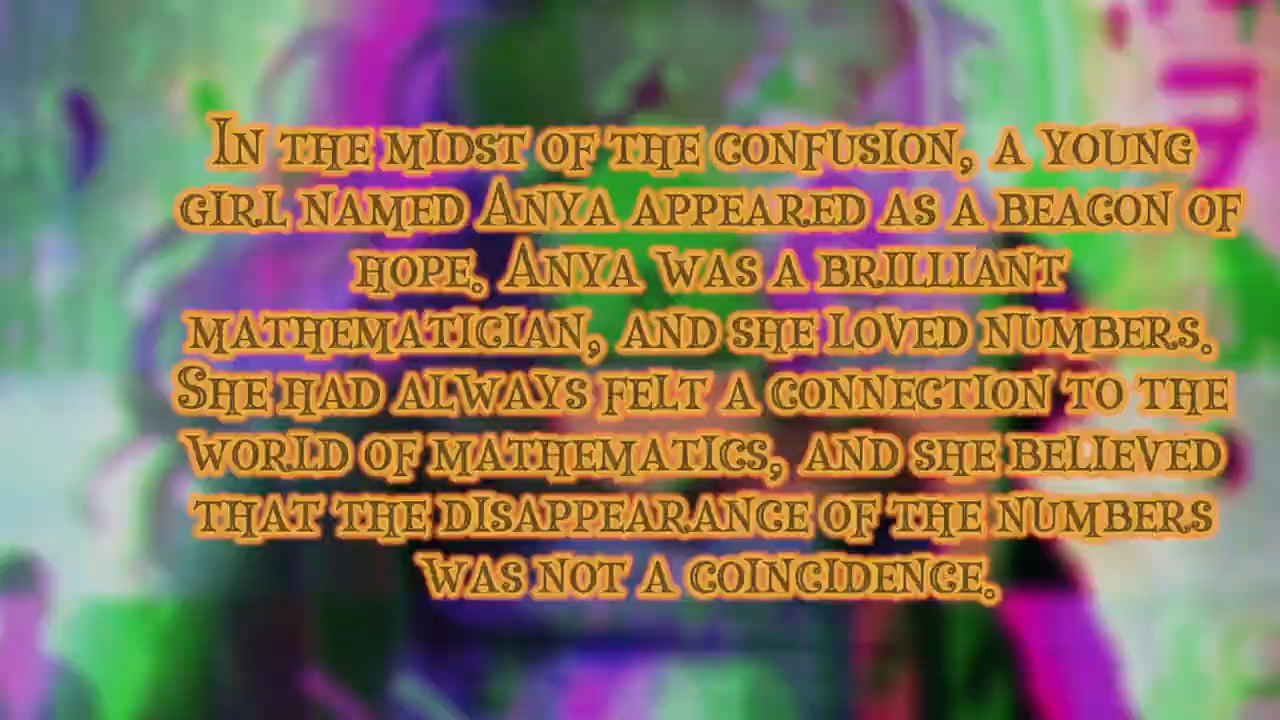 In the midst of the confusion, a young
girl named Anya appeared as a beacon of
hope. Anya was a brilliant
mathematician, and she loved numbers.
She had always felt a connection to the
world of mathematics, and she believed
that the disappearance of the numbers
was not a coincidence.